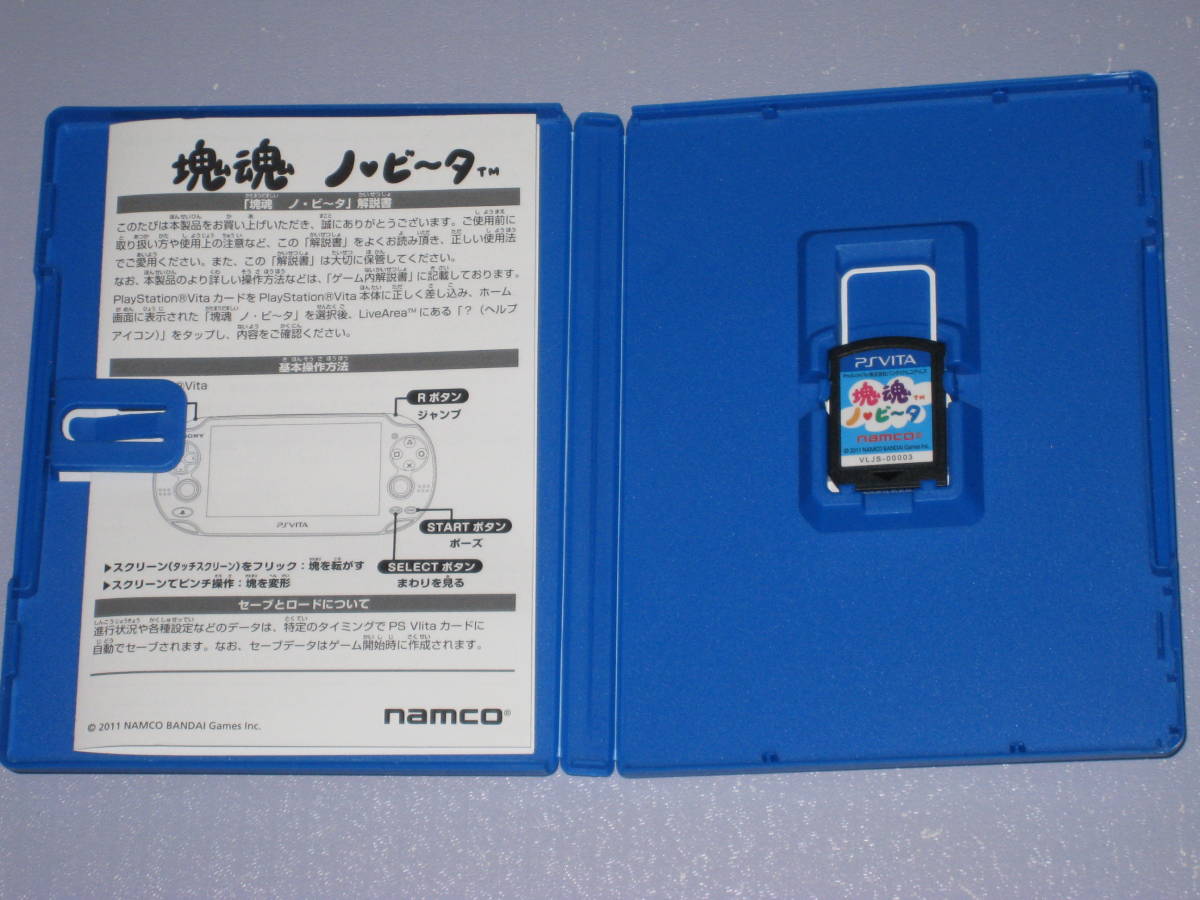 塊魂 ノ・ビ〜タ™
「塊魂 ノ・ビ〜タ」解説書
このたびは本製品をお買い上げいただき、誠にありがとうございます。ご使用前に
取り扱い方や使用上の注意など、この「解説書」をよくお読み頂き、正しい使用法
でご愛用ください。また、この「解説書」は大切に保管してください。
なお、本製品のより詳しい操作方法などは、「ゲーム内解説書」に記載しております。
PlayStation®Vita カードを PlayStation®Vita 本体に正しく差し込み、ホーム
画面に表示された「塊魂 ノ・ビ〜タ」を選択後、LiveArea™ にある「？（ヘルプ
アイコン）」をタップし、内容をご確認ください。
基本操作方法
®Vita
R ボタン
ジャンプ
SONY
PSVITA
START ボタン
ポーズ
SELECT ボタン
まわりを見る
▶スクリーン(タッチスクリーン)をフリック：塊を転がす
▶スクリーンでピンチ操作：塊を変形
セーブとロードについて
進行状況や各種設定などのデータは、特定のタイミングで PS VIita カードに
自動でセーブされます。なお、セーブデータはゲーム開始時に作成されます。
© 2011 NAMCO BANDAI Games Inc.
namco®
PSVITA
塊魂™
ノ♥ビ〜タ
namco®
© 2011 NAMCO BANDAI Games Inc.
VLJS-00003